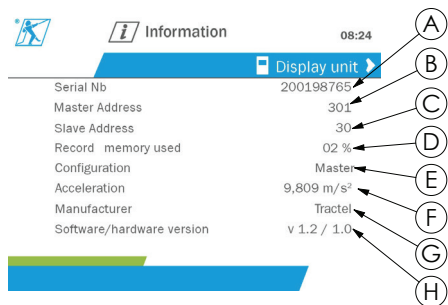 i Information 08:24
Display unit
Serial Nb 200198765
Master Address 301
Slave Address 30
Record memory used 02 %
Configuration Master
Acceleration 9,809 m/s²
Manufacturer Tractel
Software/hardware version v 1.2 / 1.0
A
B
C
D
E
F
G
H